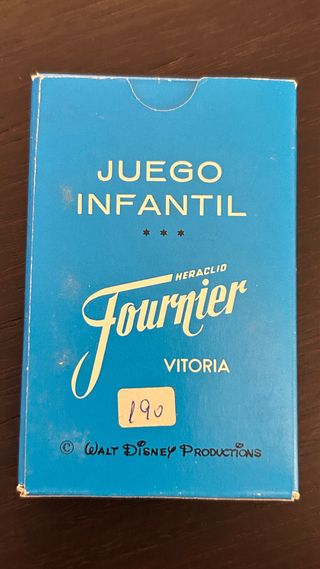 JUEGO
INFANTIL
★ ★ ★
HERACLIO
Fournier
VITORIA
190
© WALT DISNEY PRODUCTIONS